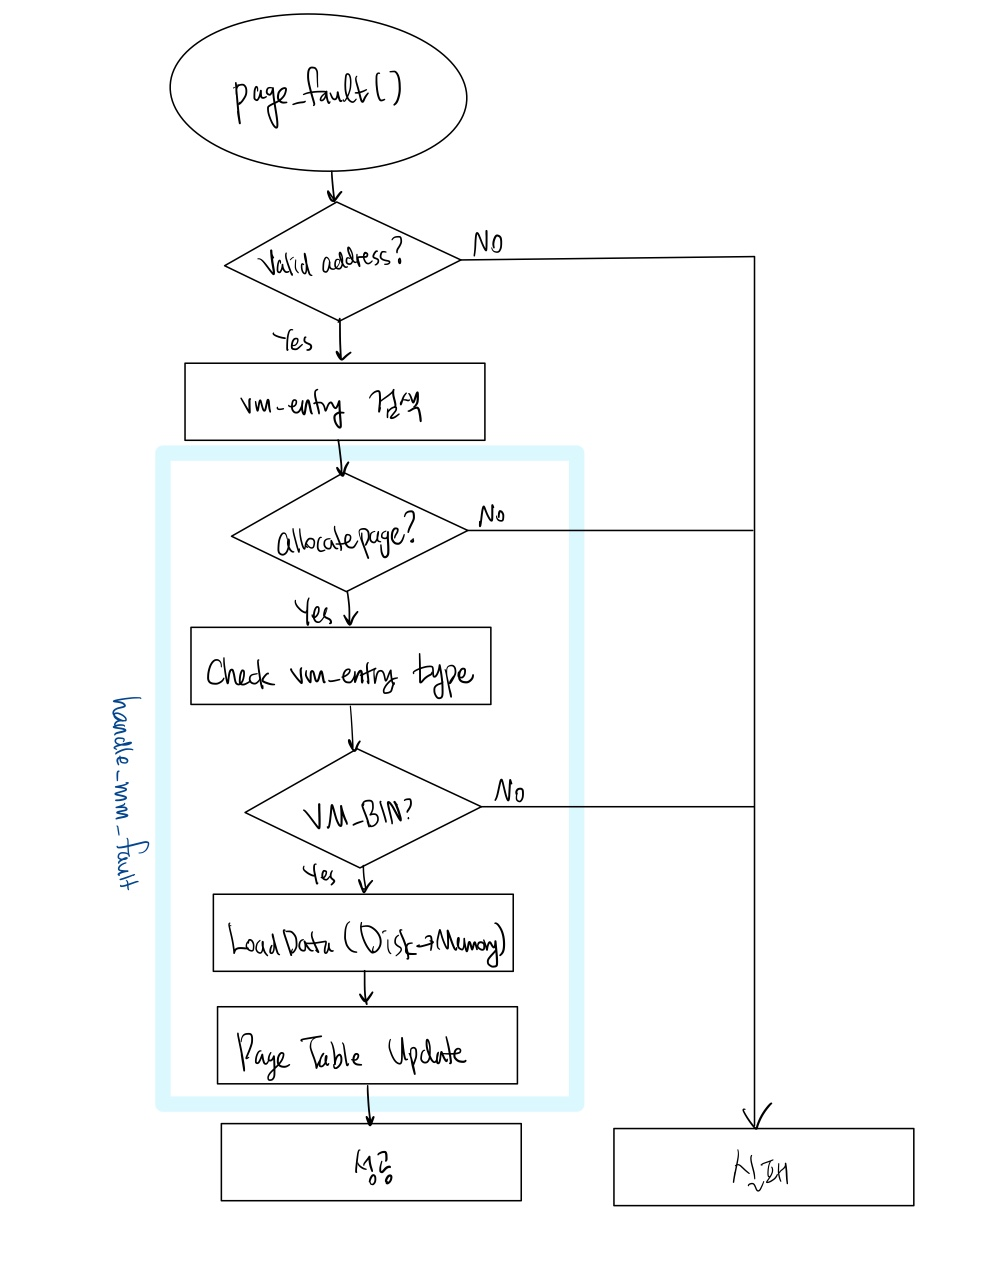 page_fault()
Valid address?
NO
Yes
vm_entry 검색
allocate page?
No
Yes
Check vm_entry type
handle_mm_fault
VM_BIN?
No
Yes
Load Data (Disk→Memory)
Page Table Update
성공
실패